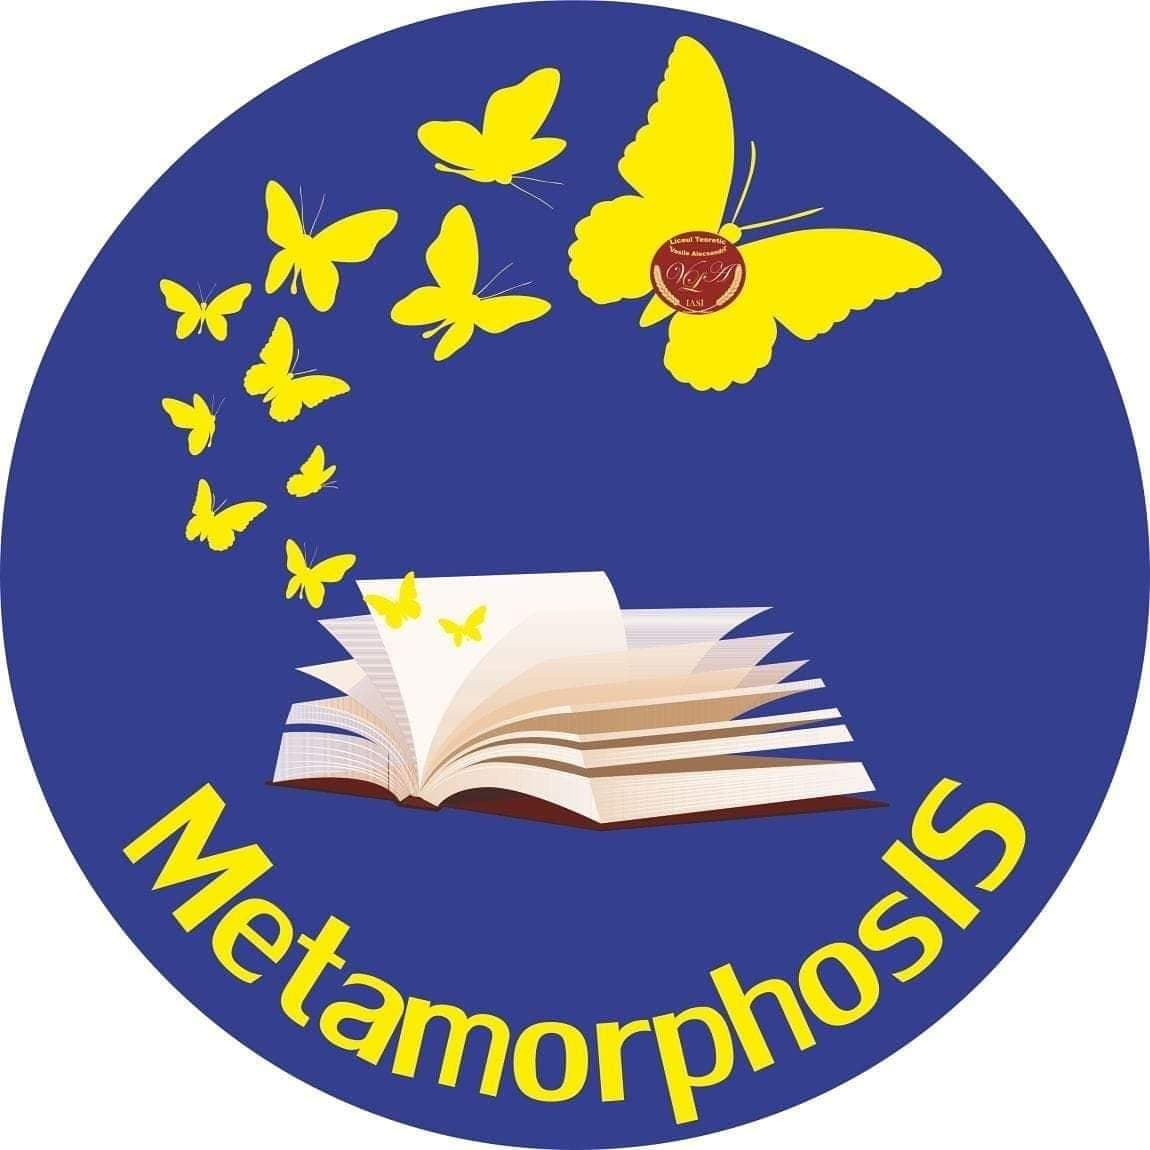 Liceul Teoretic
Vasile Alecsandri
VLA
IASI
MetamorphosIS